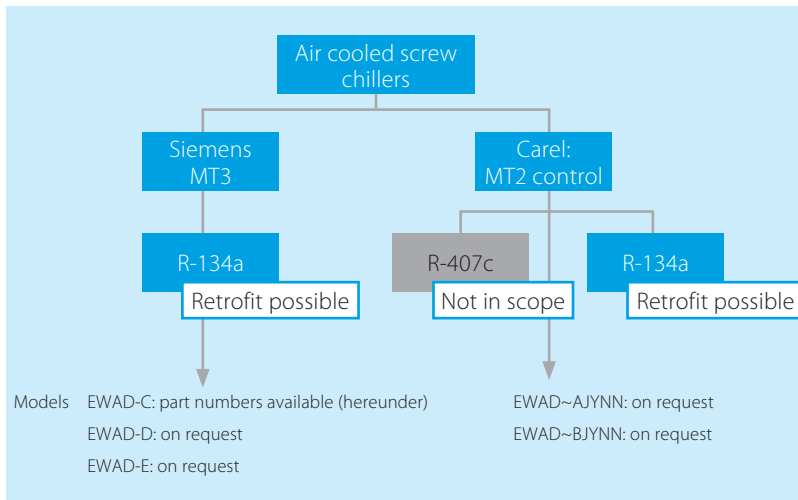 Air cooled screw
chillers
Siemens
MT3
Carel:
MT2 control
R-134a
Retrofit possible
R-407c
Not in scope
R-134a
Retrofit possible
Models
EWAD-C: part numbers available (hereunder)
EWAD-D: on request
EWAD-E: on request
EWAD~AJYNN: on request
EWAD~BJYNN: on request